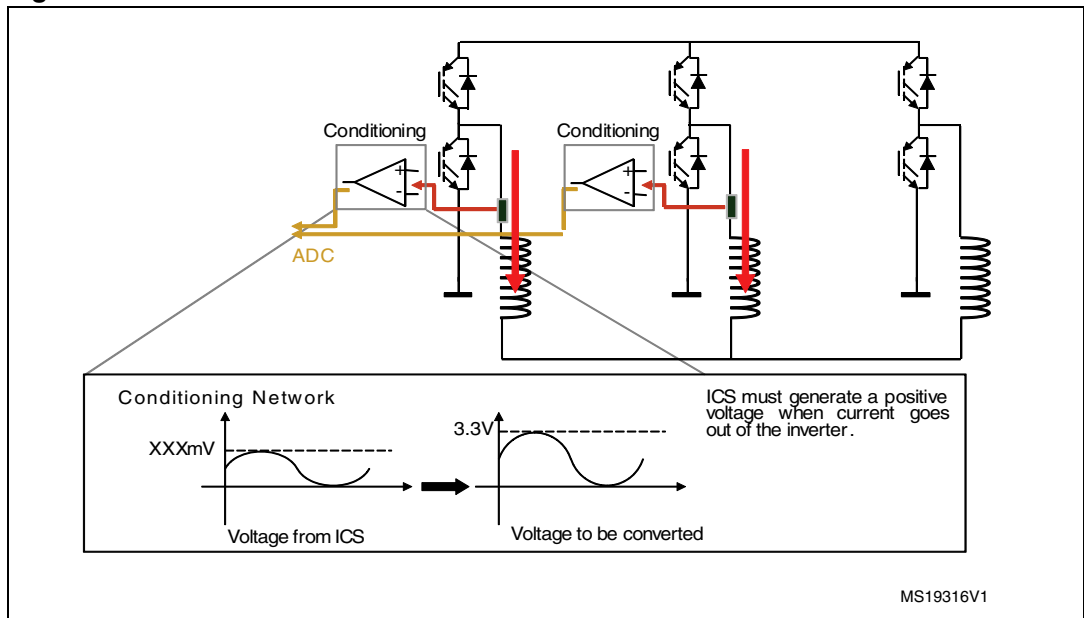 Conditioning
Conditioning
+
-
+
-
ADC
Conditioning Network
XXXmV
Voltage from ICS
3.3V
Voltage to be converted
ICS must generate a positive
voltage when current goes
out of the inverter.
MS19316V1